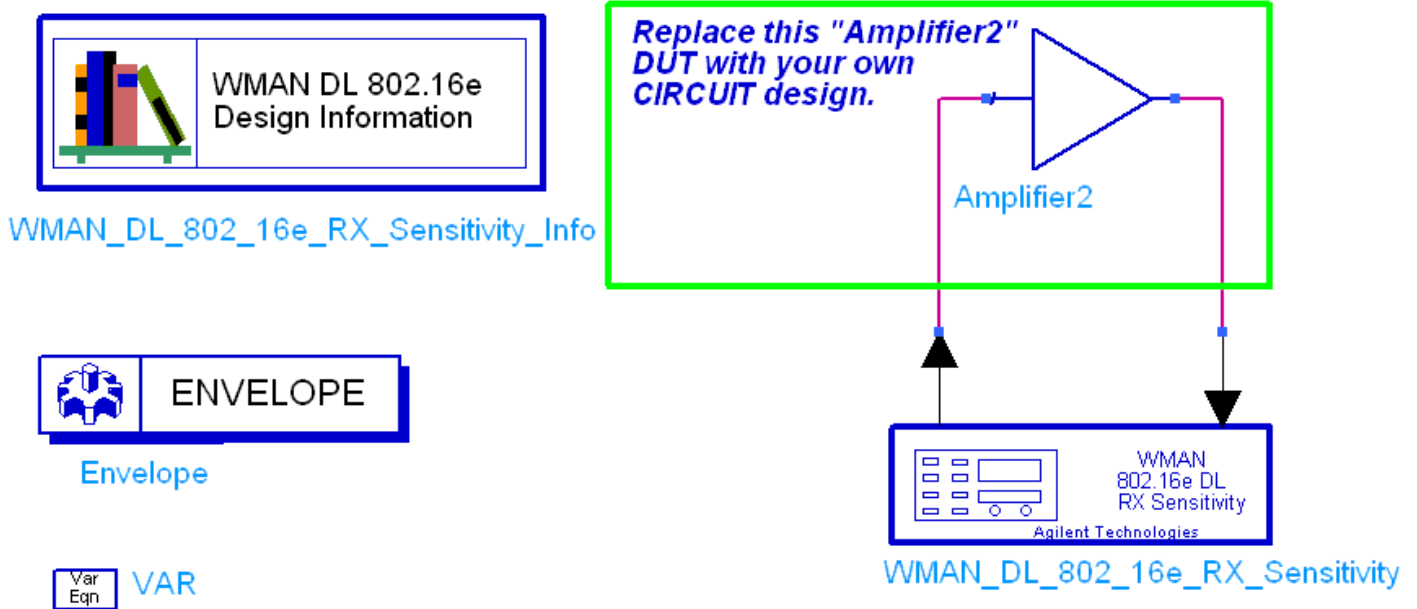 WMAN DL 802.16e
Design Information
WMAN_DL_802_16e_RX_Sensitivity_Info
Replace this "Amplifier2"
DUT with your own
CIRCUIT design.
Amplifier2
ENVELOPE
Envelope
WMAN
802.16e DL
RX Sensitivity
Agilent Technologies
WMAN_DL_802_16e_RX_Sensitivity
Var
Eqn
VAR